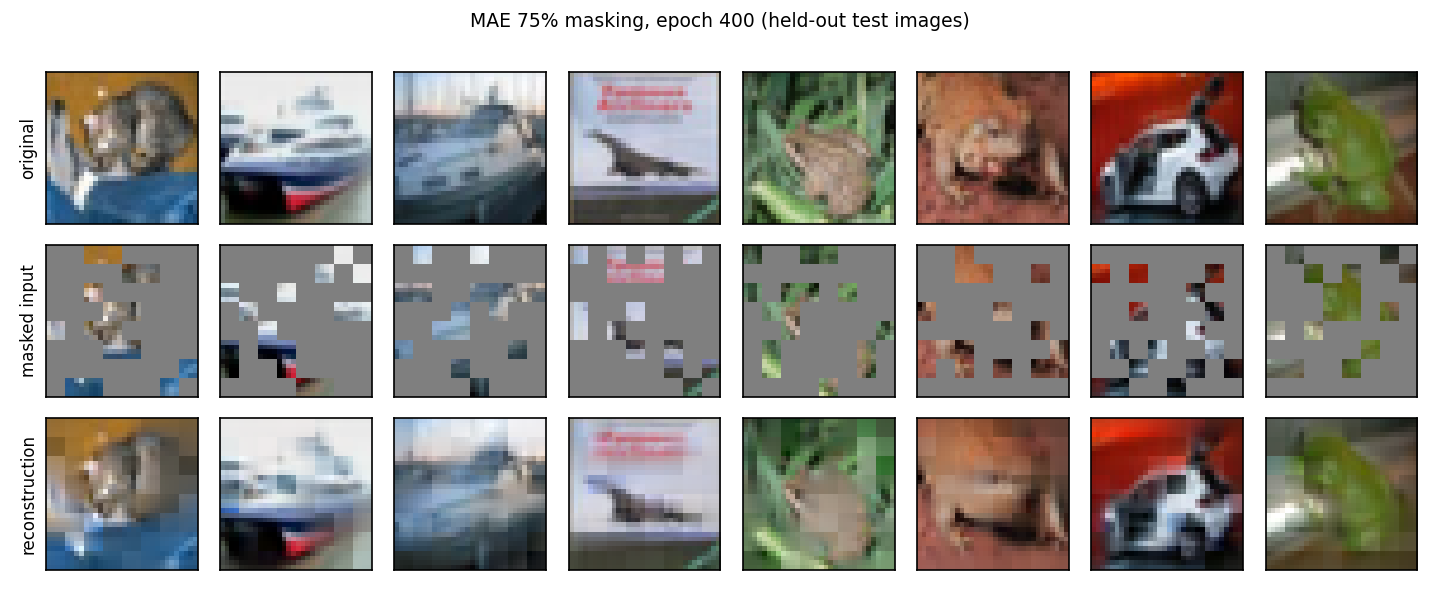 MAE 75% masking, epoch 400 (held-out test images)
original
masked input
reconstruction